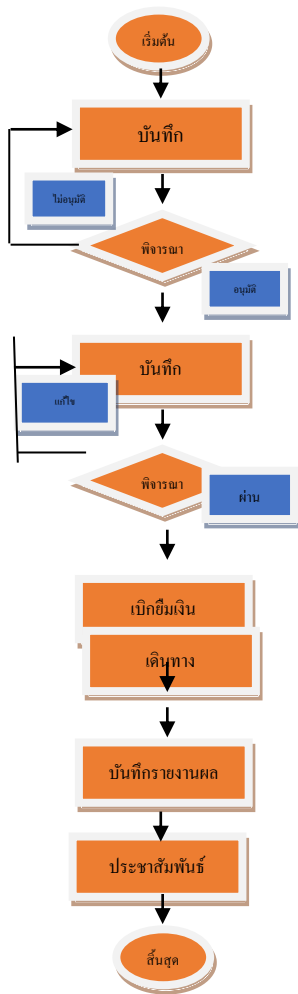 เริ่มต้น
บันทึก
ไม่อนุมัติ
พิจารณา
อนุมัติ
บันทึก
แก้ไข
พิจารณา
ผ่าน
เบิกยืมเงิน
เดินทาง
บันทึกรายงานผล
ประชาสัมพันธ์
สิ้นสุด